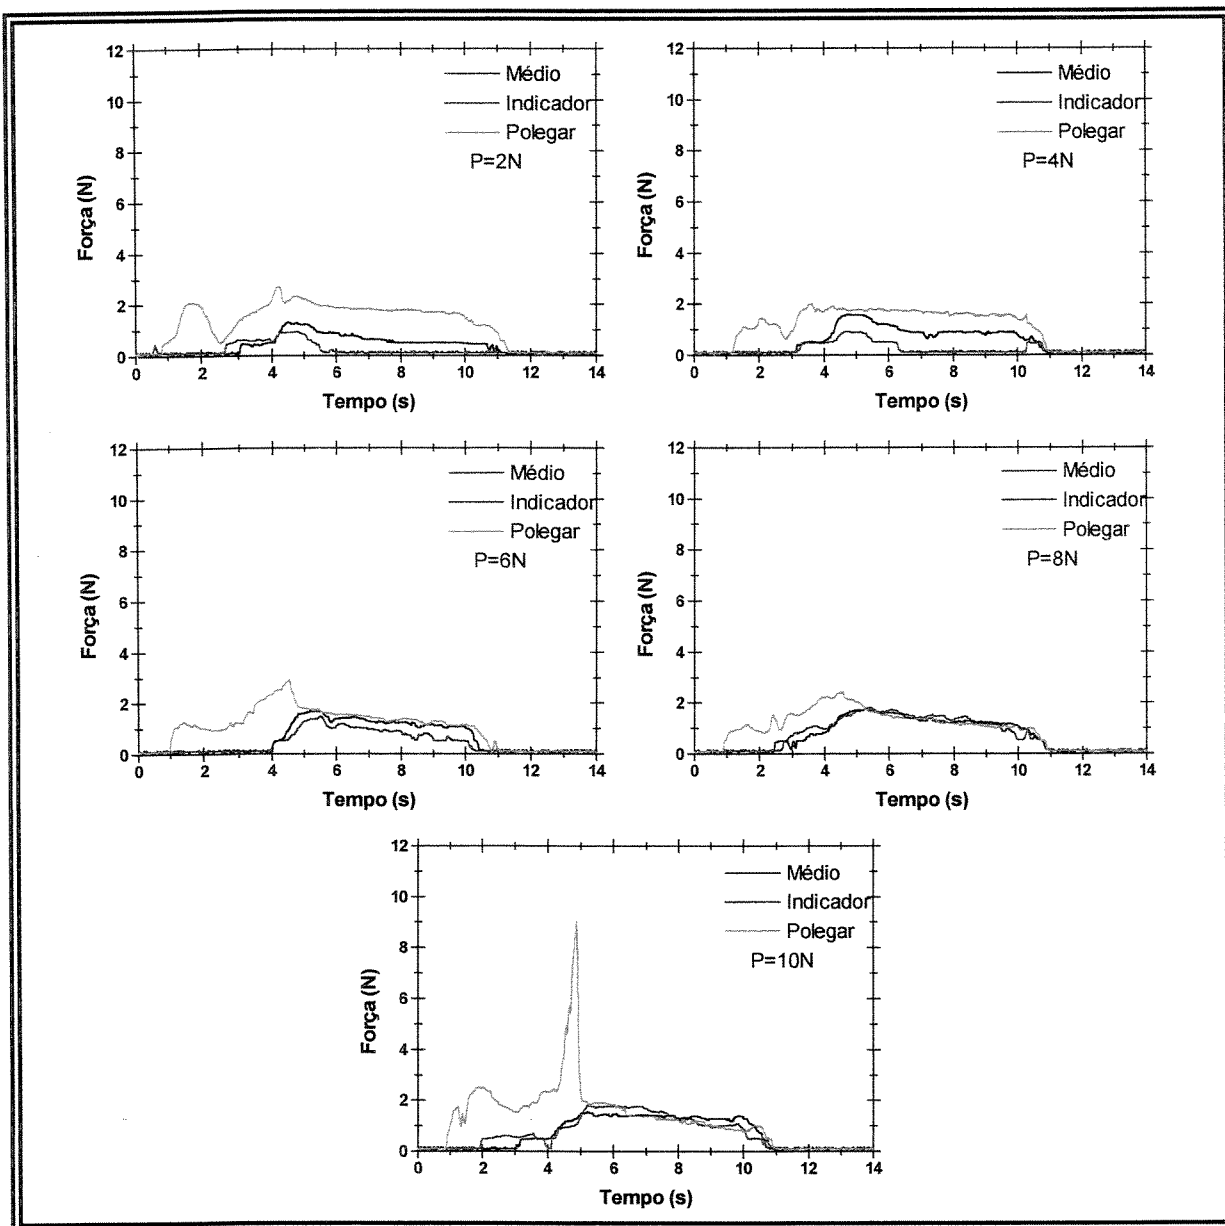 12
10
8
6
4
2
0
Força (N)
Médio
Indicador
Polegar
P=2N
0 2 4 6 8 10 12 14
Tempo (s)
12
10
8
6
4
2
0
Força (N)
Médio
Indicador
Polegar
P=4N
0 2 4 6 8 10 12 14
Tempo (s)
12
10
8
6
4
2
0
Força (N)
Médio
Indicador
Polegar
P=6N
0 2 4 6 8 10 12 14
Tempo (s)
12
10
8
6
4
2
0
Força (N)
Médio
Indicador
Polegar
P=8N
0 2 4 6 8 10 12 14
Tempo (s)
12
10
8
6
4
2
0
Força (N)
Médio
Indicador
Polegar
P=10N
0 2 4 6 8 10 12 14
Tempo (s)